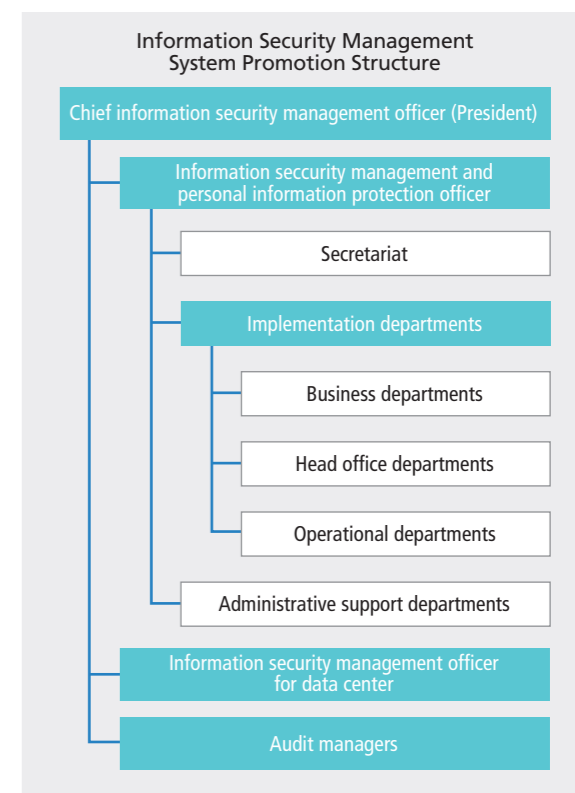 Information Security Management
System Promotion Structure
Chief information security management officer (President)
Information seccurity management and
personal information protection officer
Secretariat
Implementation departments
Business departments
Head office departments
Operational departments
Administrative support departments
Information security management officer
for data center
Audit managers